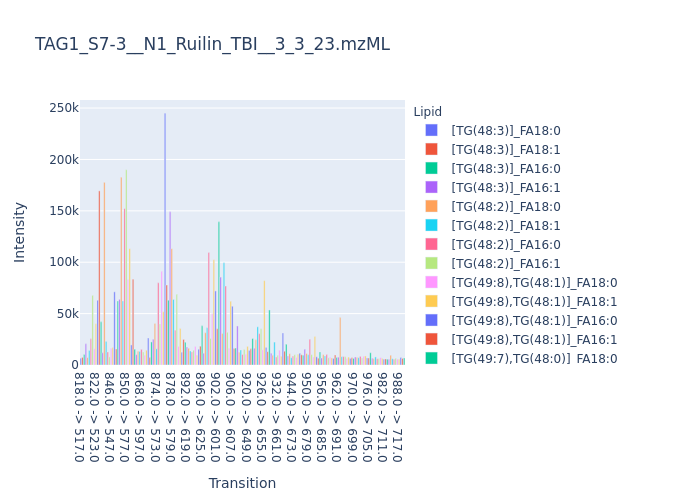 TAG1_S7-3__N1_Ruilin_TBI__3_3_23.mzML
Lipid
[TG(48:3)]_FA18:0
[TG(48:3)]_FA18:1
[TG(48:3)]_FA16:0
[TG(48:3)]_FA16:1
[TG(48:2)]_FA18:0
[TG(48:2)]_FA18:1
[TG(48:2)]_FA16:0
[TG(48:2)]_FA16:1
[TG(49:8),TG(48:1)]_FA18:0
[TG(49:8),TG(48:1)]_FA18:1
[TG(49:8),TG(48:1)]_FA16:0
[TG(49:8),TG(48:1)]_FA16:1
[TG(49:7),TG(48:0)]_FA18:0
250k
200k
150k
100k
50k
0
Intensity
818.0 -> 517.0
822.0 -> 523.0
846.0 -> 547.0
850.0 -> 577.0
868.0 -> 597.0
874.0 -> 573.0
878.0 -> 579.0
892.0 -> 619.0
896.0 -> 625.0
902.0 -> 601.0
906.0 -> 607.0
920.0 -> 649.0
926.0 -> 655.0
932.0 -> 661.0
944.0 -> 673.0
950.0 -> 679.0
956.0 -> 685.0
962.0 -> 691.0
970.0 -> 699.0
976.0 -> 705.0
982.0 -> 711.0
988.0 -> 717.0
Transition